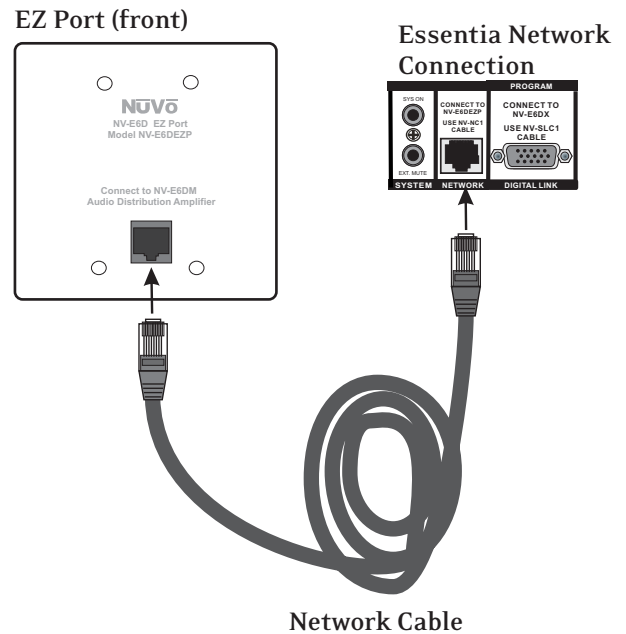 EZ Port (front)
NUVO
NV-E6D EZ Port
Model NV-E6DEZP
Connect to NV-E6DM
Audio Distribution Amplifier
Essentia Network
Connection
PROGRAM
SYS ON
EXT. MUTE
SYSTEM
CONNECT TO
NV-E6DEZP
USE NV-NC1
CABLE
NETWORK
CONNECT TO
NV-E6DX
USE NV-SLC1
CABLE
DIGITAL LINK
Network Cable